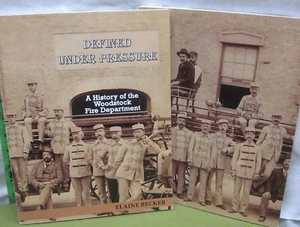 DEFINED
UNDER PRESSURE
A History of the
Woodstock
Fire Department
ELAINE BECKER